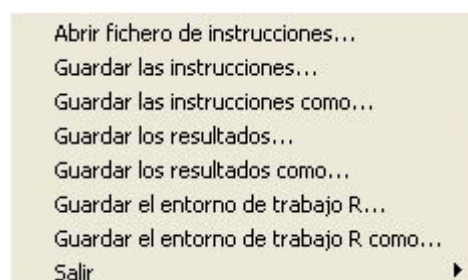 Abrir fichero de instrucciones...
Guardar las instrucciones...
Guardar las instrucciones como...
Guardar los resultados...
Guardar los resultados como...
Guardar el entorno de trabajo R...
Guardar el entorno de trabajo R como...
Salir